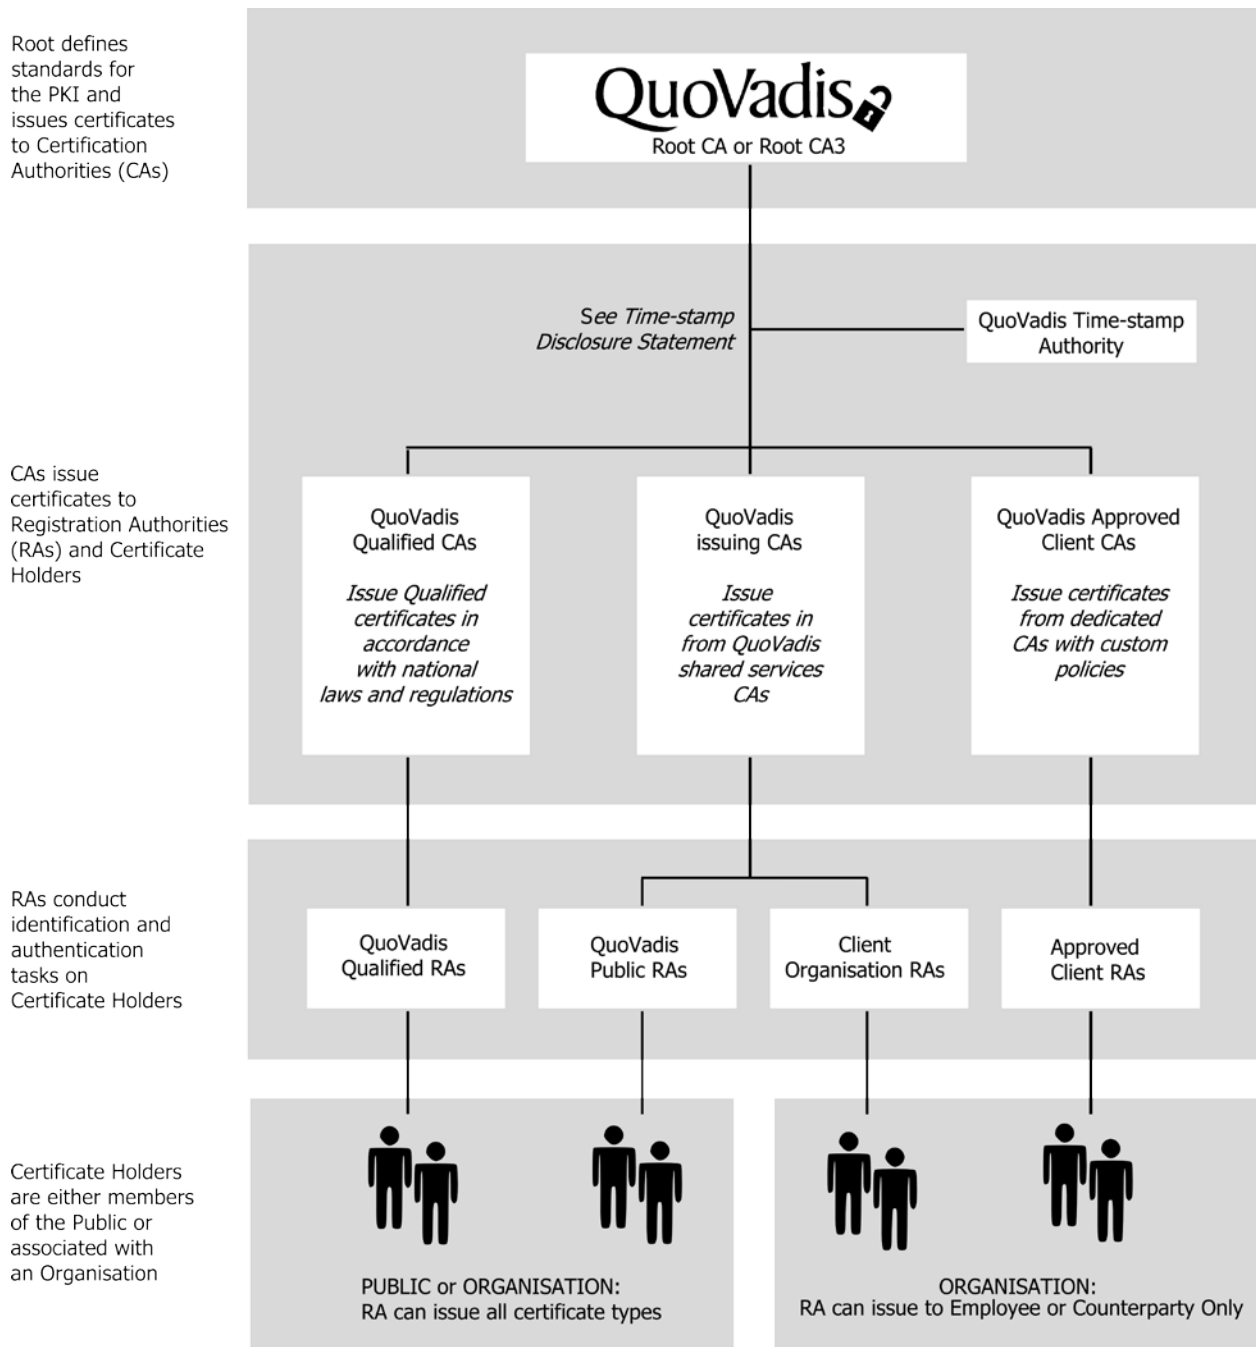 Root defines
standards for
the PKI and
issues certificates
to Certification
Authorities (CAs)
QuoVadis
Root CA or Root CA3
See Time-stamp
Disclosure Statement
QuoVadis Time-stamp
Authority
CAs issue
certificates to
Registration Authorities
(RAs) and Certificate
Holders
QuoVadis
Qualified CAs
Issue Qualified
certificates in
accordance
with national
laws and regulations
QuoVadis
issuing CAs
Issue
certificates in
from QuoVadis
shared services
CAs
QuoVadis Approved
Client CAs
Issue certificates
from dedicated
CAs with custom
policies
RAs conduct
identification and
authentication
tasks on
Certificate Holders
QuoVadis
Qualified RAs
QuoVadis
Public RAs
Client
Organisation RAs
Approved
Client RAs
Certificate Holders
are either members
of the Public or
associated with
an Organisation
PUBLIC or ORGANISATION:
RA can issue all certificate types
ORGANISATION:
RA can issue to Employee or Counterparty Only